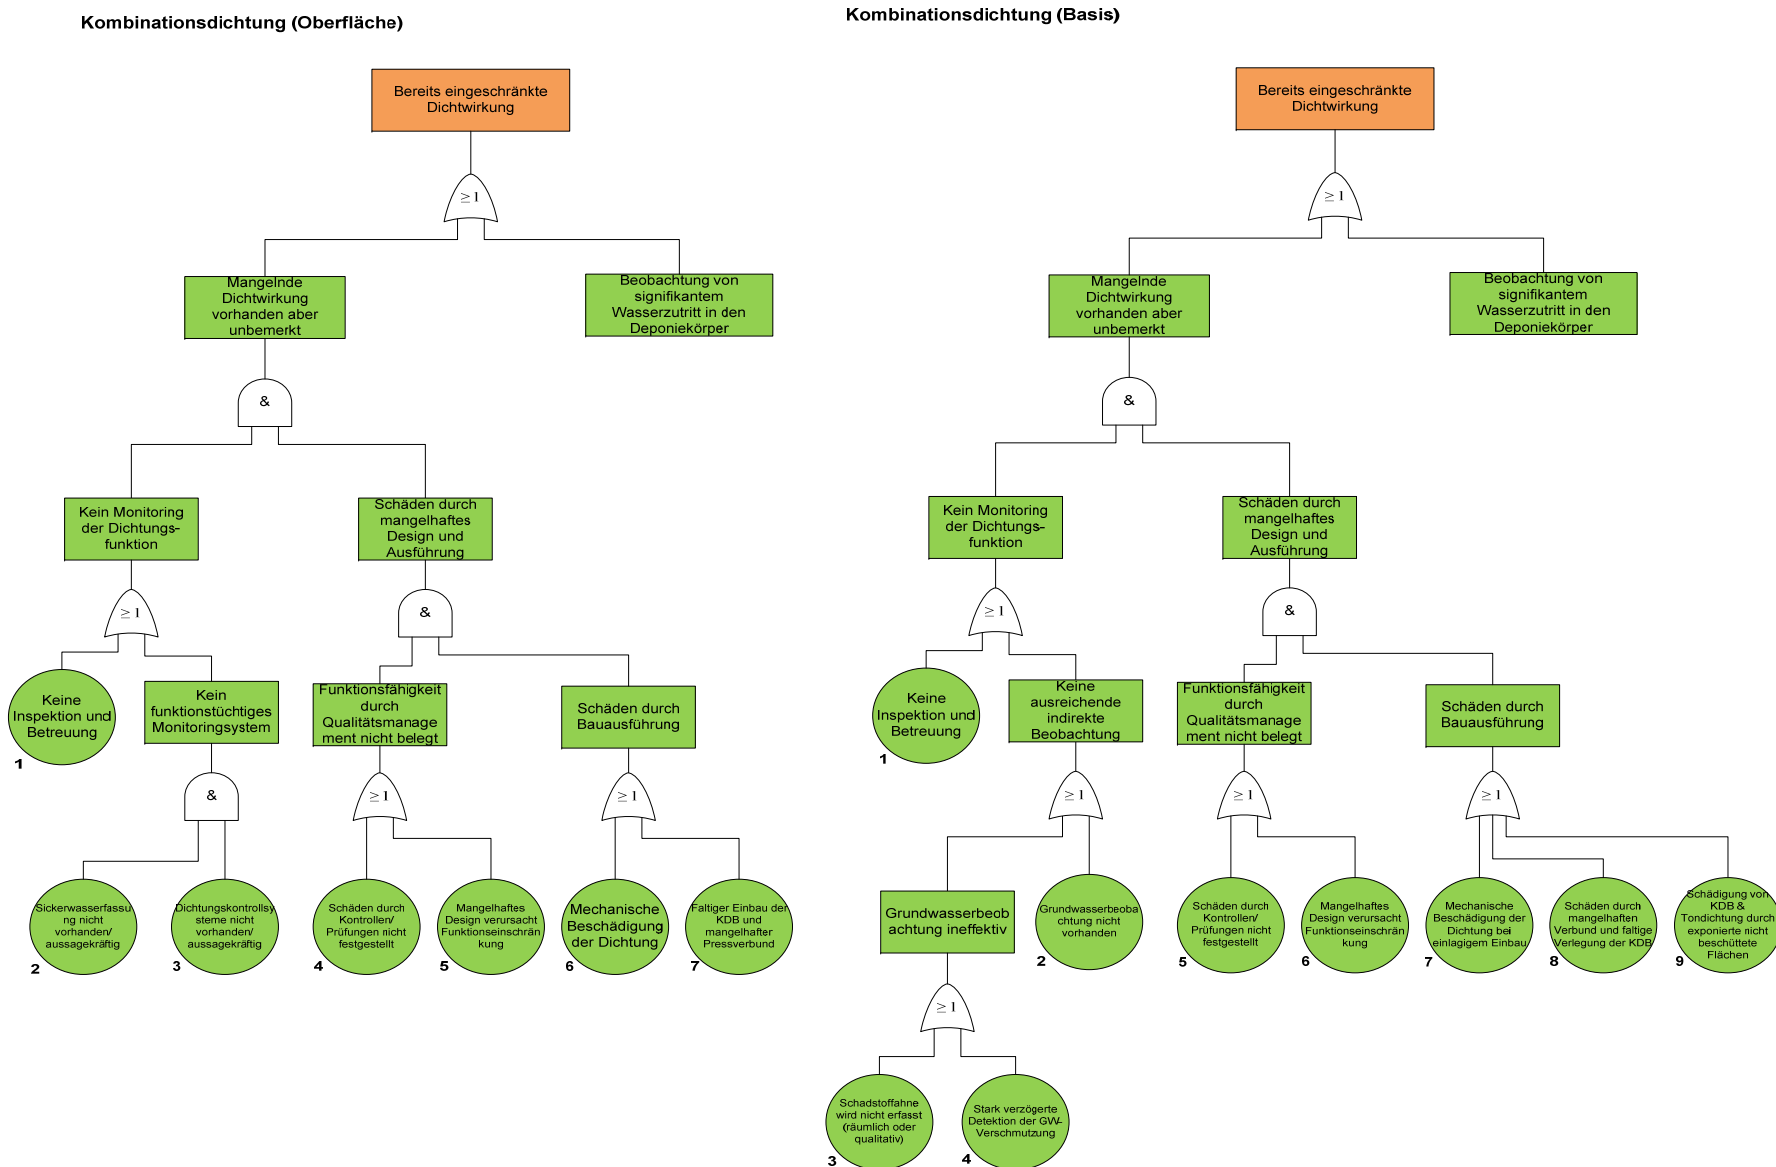 Kombinationsdichtung (Oberfläche)
Bereits eingeschränkte
Dichtwirkung
≥ 1
Mangelnde
Dichtwirkung
vorhanden aber
unbemerkt
Beobachtung von
signifikantem
Wasserzutritt in den
Deponiekörper
&
Kein Monitoring
der Dichtungs-
funktion
Schäden durch
mangelhaftes
Design und
Ausführung
≥ 1
&
Keine
Inspektion und
Betreuung
1
Kein
funktionstüchtiges
Monitoringsystem
Funktionsfähigkeit
durch
Qualitätsmanage
ment nicht belegt
Schäden durch
Bauausführung
&
≥ 1
≥ 1
Sickerwasserfassu
ng nicht
vorhanden/
aussagekräftig
2
Dichtungskontrollsy
steme nicht
vorhanden/
aussagekräftig
3
Schäden durch
Kontrollen/
Prüfungen nicht
festgestellt
4
Mangelhaftes
Design verursacht
Funktionseinschrän
kung
5
Mechanische
Beschädigung
der Dichtung
6
Faltiger Einbau der
KDB und
mangelhafter
Pressverbund
7
Kombinationsdichtung (Basis)
Bereits eingeschränkte
Dichtwirkung
≥ 1
Mangelnde
Dichtwirkung
vorhanden aber
unbemerkt
Beobachtung von
signifikantem
Wasserzutritt in den
Deponiekörper
&
Kein Monitoring
der Dichtungs-
funktion
Schäden durch
mangelhaftes
Design und
Ausführung
≥ 1
&
Keine
Inspektion und
Betreuung
1
Keine
ausreichende
indirekte
Beobachtung
Funktionsfähigkeit
durch
Qualitätsmanage
ment nicht belegt
Schäden durch
Bauausführung
≥ 1
≥ 1
≥ 1
Grundwasserbeob
achtung ineffektiv
Grundwasserbeoba
chtung nicht
vorhanden
2
Schäden durch
Kontrollen/
Prüfungen nicht
festgestellt
5
Mangelhaftes
Design verursacht
Funktionseinschrän
kung
6
Mechanische
Beschädigung der
Dichtung bei
einlagigem Einbau
7
Schäden durch
mangelhaften
Verbund und faltige
Verlegung der KDB
8
Schädigung von
KDB &
Tondichtung durch
exponierte nicht
beschüttete
Flächen
9
≥ 1
Schadstoffahne
wird nicht erfasst
(räumlich oder
qualitativ)
3
Stark verzögerte
Detektion der GW-
Verschmutzung
4